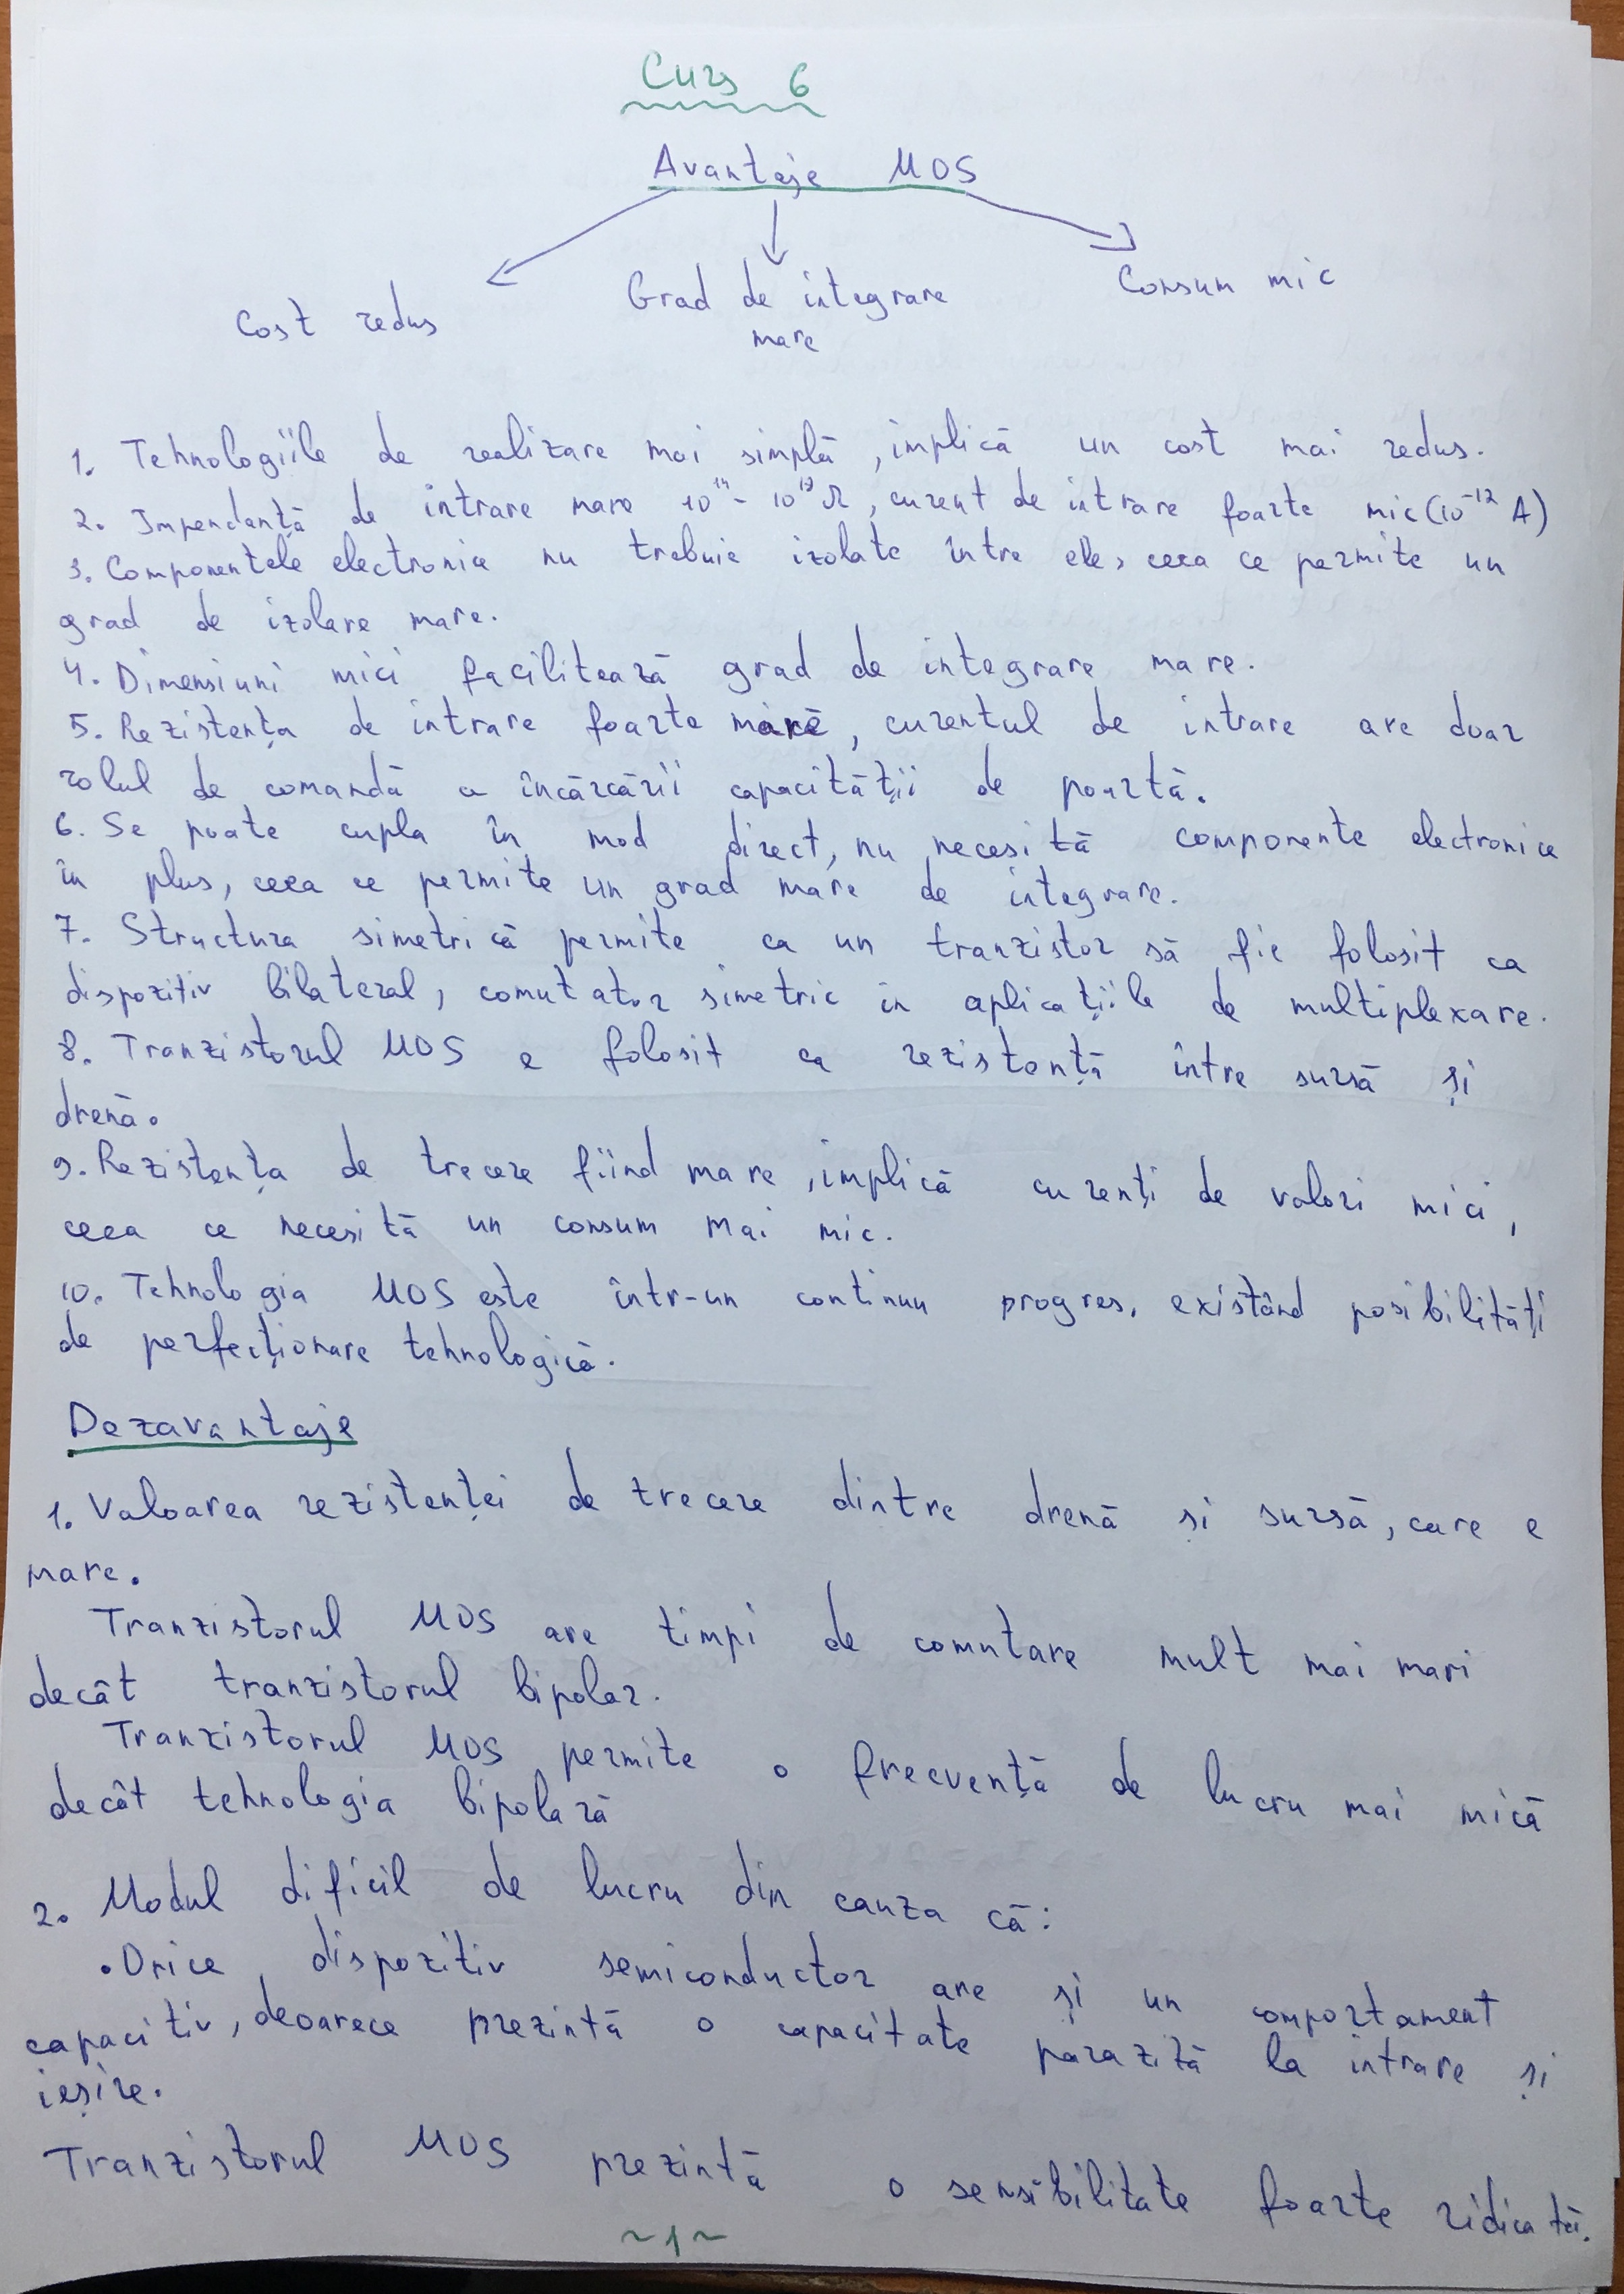 Curs 6
Avantaje MOS
Cost redus
Grad de integrare
mare
Consum mic
1. Tehnologiile de realizare mai simplă, implică un cost mai redus.
2. Impendanță de intrare mare 10¹⁴ - 10¹⁹ Ω, curent de intrare foarte mic (10⁻¹² A)
3. Componentele electronice nu trebuie izolate între ele, ceea ce permite un
grad de izolare mare.
4. Dimensiuni mici facilitează grad de integrare mare.
5. Rezistența de intrare foarte mare, curentul de intrare are doar
rolul de comandă a încărcării capacității de poartă.
6. Se poate cupla în mod direct, nu necesită componente electronice
în plus, ceea ce permite un grad mare de integrare.
7. Structura simetrică permite ca un tranzistor să fie folosit ca
dispozitiv bilateral, comutator simetric in aplicațiile de multiplexare.
8. Tranzistorul MOS e folosit ca rezistență între sursă și
drenă.
9. Rezistența de trecere fiind mare, implică curenți de valori mici,
ceea ce necesită un consum mai mic.
10. Tehnologia MOS este într-un continuu progres, existând posibilități
de perfecționare tehnologică.
Dezavantaje
1. Valoarea rezistenței de trecere dintre drenă si sursă, care e
mare.
Tranzistorul MOS are timpi de comutare mult mai mari
decât tranzistorul bipolar.
Tranzistorul MOS permite o frecvență de lucru mai mică
decât tehnologia bipolară
2. Modul dificil de lucru din cauza că:
• Orice dispozitiv semiconductor are și un comportament
capacitiv, deoarece prezintă o capacitate parazită la intrare și
ieșire.
Tranzistorul MOS prezintă o sensibilitate foarte ridicată.
~1~